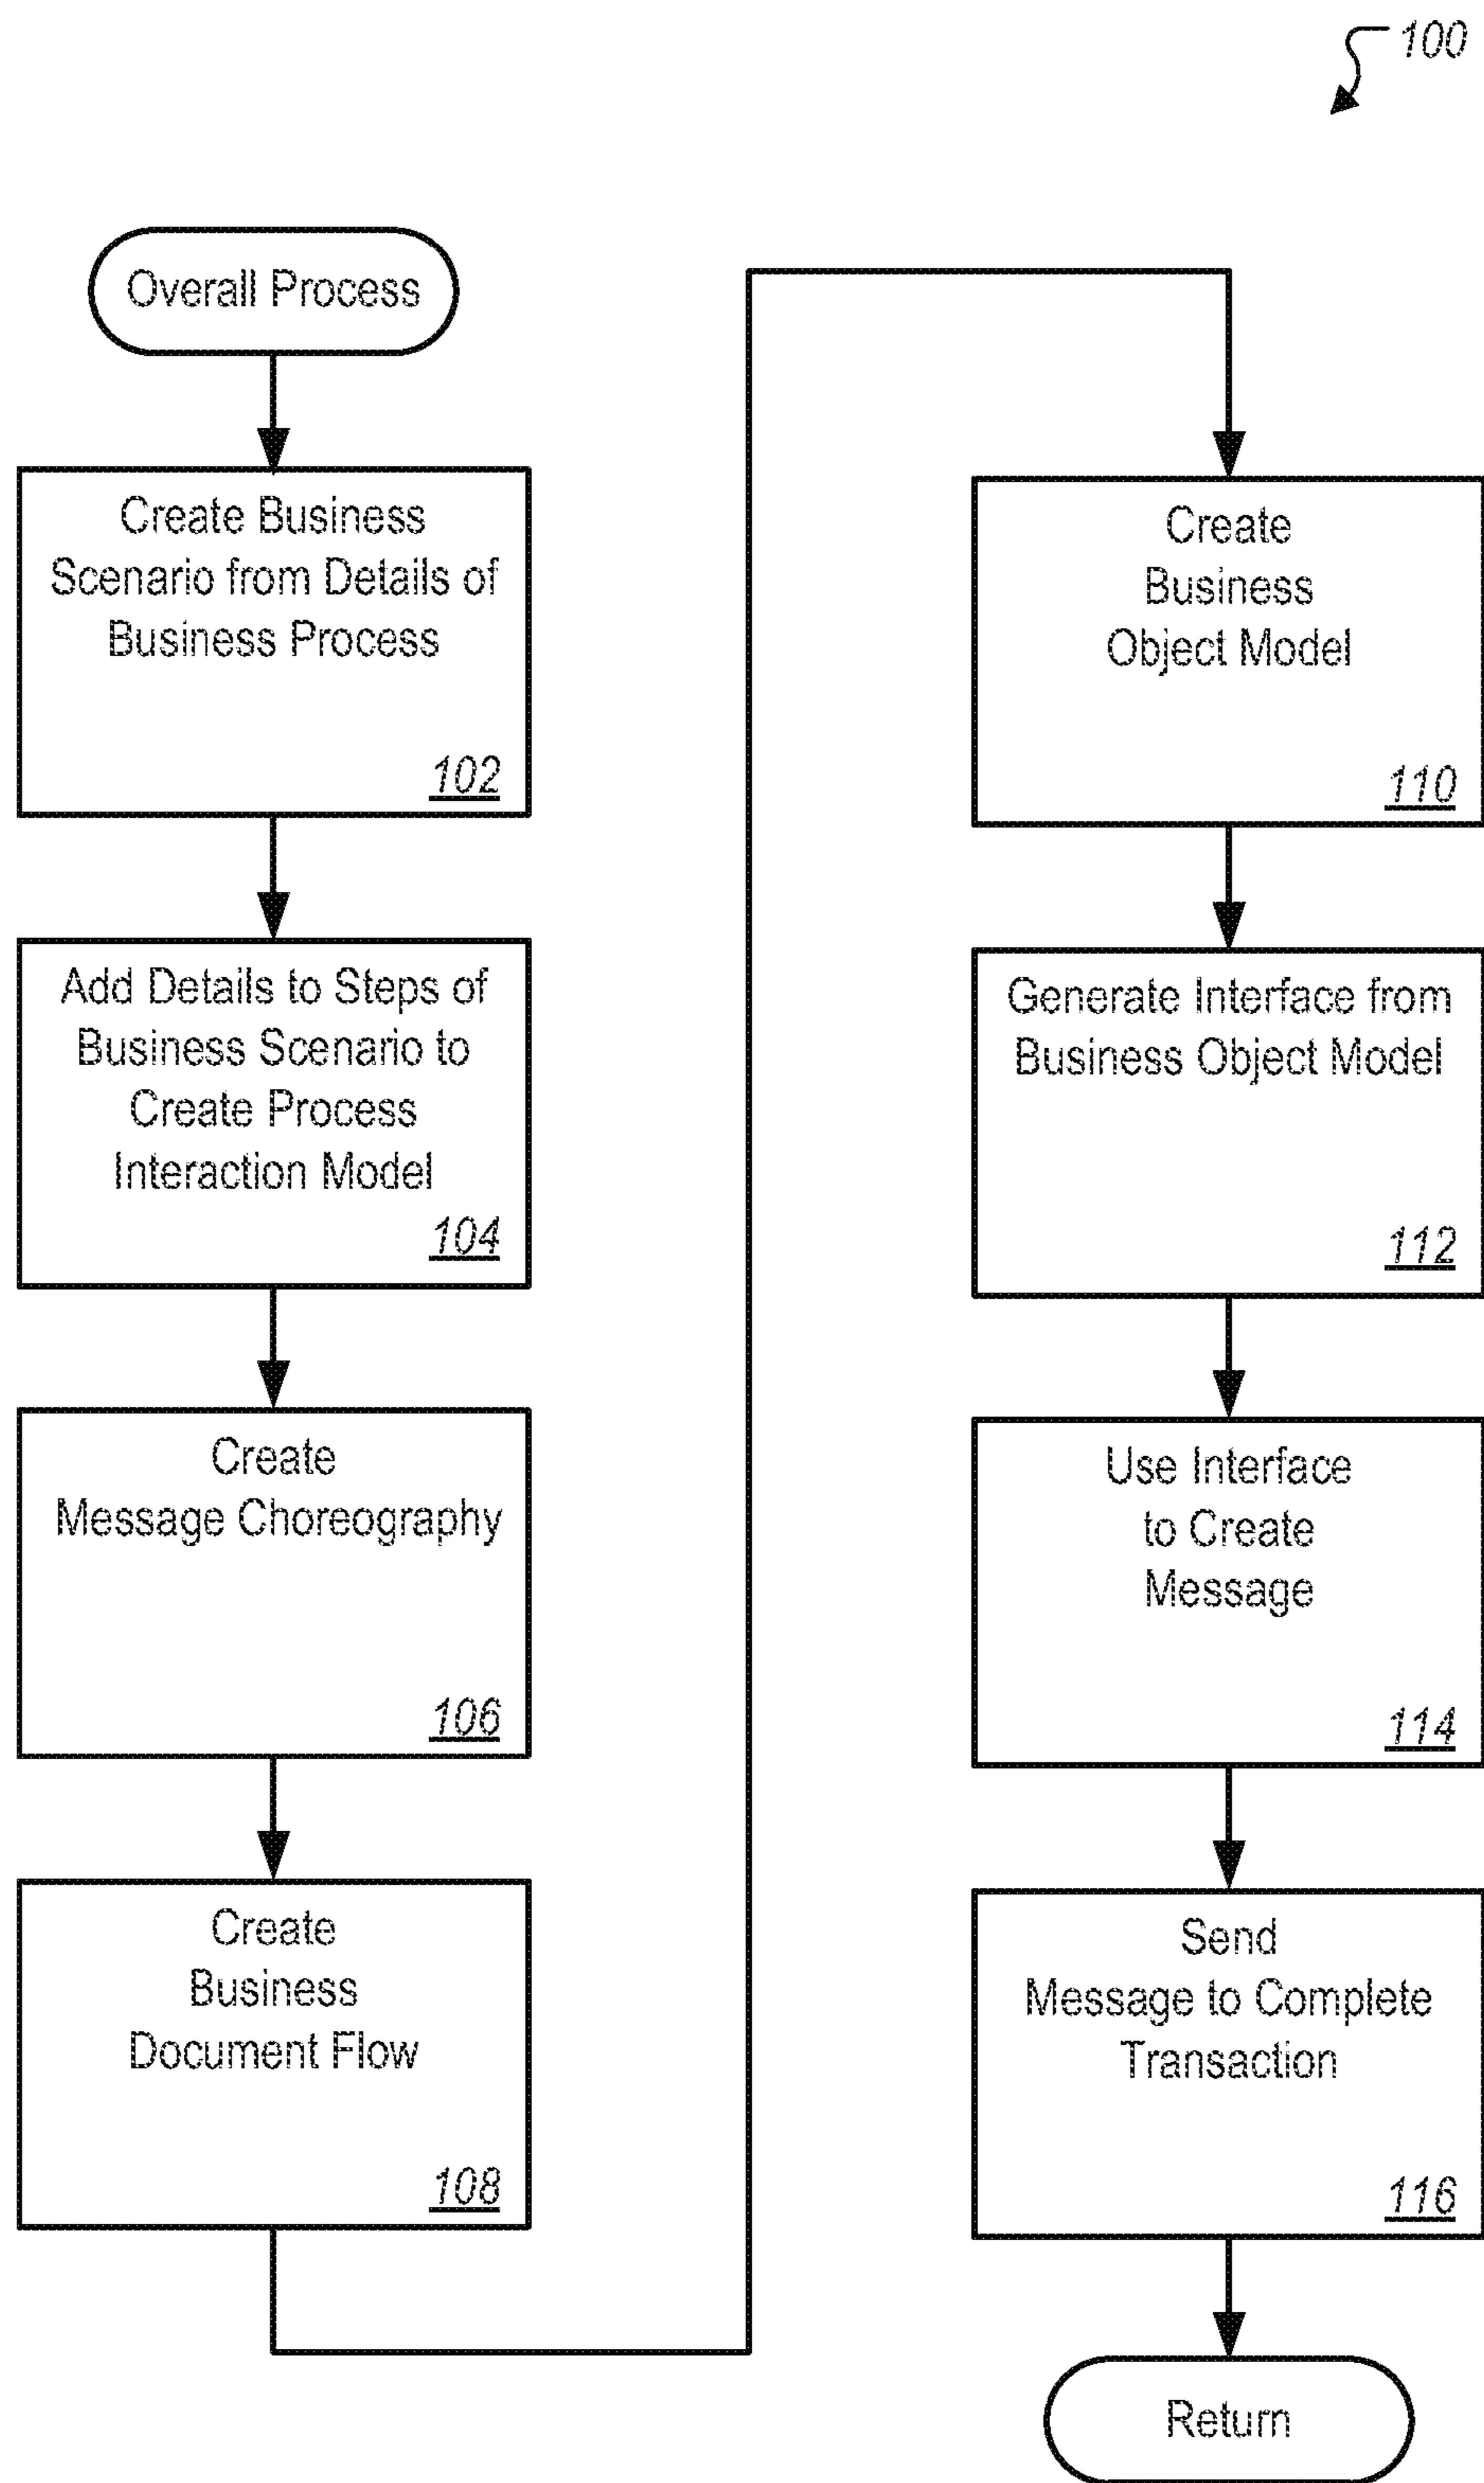 100
Overall Process
Create Business
Scenario from Details of
Business Process
102
Add Details to Steps of
Business Scenario to
Create Process
Interaction Model
104
Create
Message Choreography
106
Create
Business
Document Flow
108
Create
Business
Object Model
110
Generate Interface from
Business Object Model
112
Use Interface
to Create
Message
114
Send
Message to Complete
Transaction
116
Return